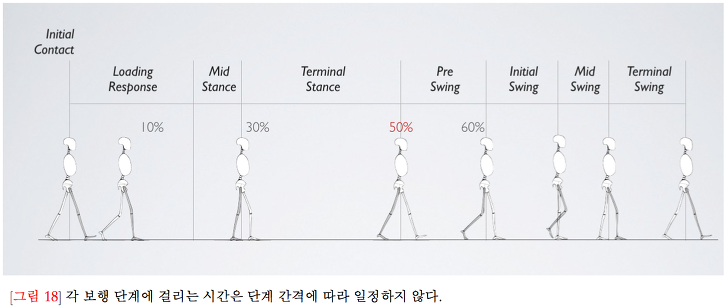 Initial
Contact
Loading
Response
Mid
Stance
Terminal
Stance
Pre
Swing
Initial
Swing
Mid
Swing
Terminal
Swing
10%
30%
50%
60%
[그림 18] 각 보행 단계에 걸리는 시간은 단계 간격에 따라 일정하지 않다.